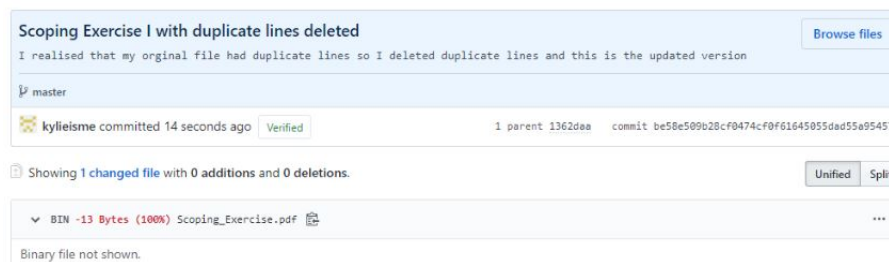 Scoping Exercise I with duplicate lines deleted
Browse files
I realised that my orginal file had duplicate lines so I deleted duplicate lines and this is the updated version
master
kylieisme committed 14 seconds ago Verified 1 parent 1362daa commit be58e509b28cf0474cf0f61645055dad55a9545
Showing 1 changed file with 0 additions and 0 deletions. Unified Split
BIN -13 Bytes (100%) Scoping_Exercise.pdf
Binary file not shown.